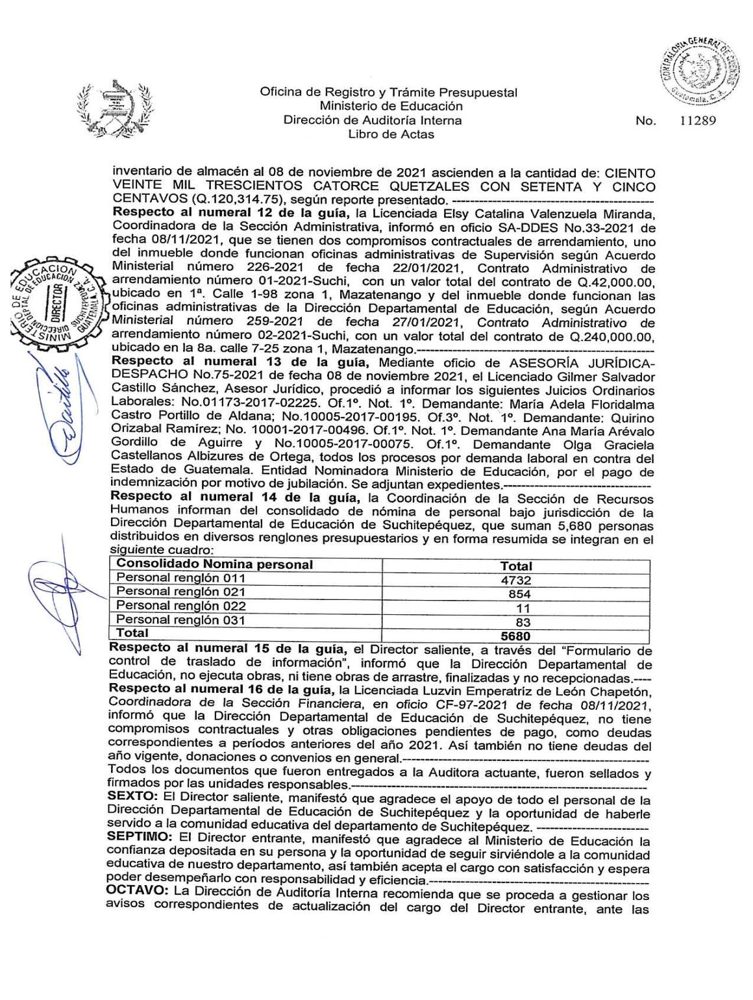 CONTRALORIA GENERAL DE CUENTAS
Guatemala, C. A.
Oficina de Registro y Trámite Presupuestal
Ministerio de Educación
Dirección de Auditoría Interna
Libro de Actas
No. 11289
inventario de almacén al 08 de noviembre de 2021 ascienden a la cantidad de: CIENTO
VEINTE MIL TRESCIENTOS CATORCE QUETZALES CON SETENTA Y CINCO
CENTAVOS (Q.120,314.75), según reporte presentado. ----------------------------------------------
Respecto al numeral 12 de la guía, la Licenciada Elsy Catalina Valenzuela Miranda,
Coordinadora de la Sección Administrativa, informó en oficio SA-DDES No.33-2021 de
fecha 08/11/2021, que se tienen dos compromisos contractuales de arrendamiento, uno
del inmueble donde funcionan oficinas administrativas de Supervisión según Acuerdo
Ministerial número 226-2021 de fecha 22/01/2021, Contrato Administrativo de
arrendamiento número 01-2021-Suchi, con un valor total del contrato de Q.42,000.00,
ubicado en 1ª. Calle 1-98 zona 1, Mazatenango y del inmueble donde funcionan las
oficinas administrativas de la Dirección Departamental de Educación, según Acuerdo
Ministerial número 259-2021 de fecha 27/01/2021, Contrato Administrativo de
arrendamiento número 02-2021-Suchi, con un valor total del contrato de Q.240,000.00,
ubicado en la 8a. calle 7-25 zona 1, Mazatenango.-----------------------------------------------------
Respecto al numeral 13 de la guía, Mediante oficio de ASESORÍA JURÍDICA-
DESPACHO No.75-2021 de fecha 08 de noviembre 2021, el Licenciado Gilmer Salvador
Castillo Sánchez, Asesor Jurídico, procedió a informar los siguientes Juicios Ordinarios
Laborales: No.01173-2017-02225. Of.1º. Not. 1º. Demandante: María Adela Floridalma
Castro Portillo de Aldana; No.10005-2017-00195. Of.3º. Not. 1º. Demandante: Quirino
Orizabal Ramírez; No. 10001-2017-00496. Of.1º. Not. 1º. Demandante Ana María Arévalo
Gordillo de Aguirre y No.10005-2017-00075. Of.1º. Demandante Olga Graciela
Castellanos Albizures de Ortega, todos los procesos por demanda laboral en contra del
Estado de Guatemala. Entidad Nominadora Ministerio de Educación, por el pago de
indemnización por motivo de jubilación. Se adjuntan expedientes.---------------------------------
Respecto al numeral 14 de la guía, la Coordinación de la Sección de Recursos
Humanos informan del consolidado de nómina de personal bajo jurisdicción de la
Dirección Departamental de Educación de Suchitepéquez, que suman 5,680 personas
distribuidos en diversos renglones presupuestarios y en forma resumida se integran en el
siguiente cuadro:
Consolidado Nomina personal Total
Personal renglón 011 4732
Personal renglón 021 854
Personal renglón 022 11
Personal renglón 031 83
Total 5680
Respecto al numeral 15 de la guía, el Director saliente, a través del “Formulario de
control de traslado de información”, informó que la Dirección Departamental de
Educación, no ejecuta obras, ni tiene obras de arrastre, finalizadas y no recepcionadas.----
Respecto al numeral 16 de la guía, la Licenciada Luzvin Emperatríz de León Chapetón,
Coordinadora de la Sección Financiera, en oficio CF-97-2021 de fecha 08/11/2021,
informó que la Dirección Departamental de Educación de Suchitepéquez, no tiene
compromisos contractuales y otras obligaciones pendientes de pago, como deudas
correspondientes a períodos anteriores del año 2021. Así también no tiene deudas del
año vigente, donaciones o convenios en general.-------------------------------------------------------
Todos los documentos que fueron entregados a la Auditora actuante, fueron sellados y
firmados por las unidades responsables.------------------------------------------------------------------
SEXTO: El Director saliente, manifestó que agradece el apoyo de todo el personal de la
Dirección Departamental de Educación de Suchitepéquez y la oportunidad de haberle
servido a la comunidad educativa del departamento de Suchitepéquez. -------------------------
SEPTIMO: El Director entrante, manifestó que agradece al Ministerio de Educación la
confianza depositada en su persona y la oportunidad de seguir sirviéndole a la comunidad
educativa de nuestro departamento, así también acepta el cargo con satisfacción y espera
poder desempeñarlo con responsabilidad y eficiencia.-------------------------------------------------
OCTAVO: La Dirección de Auditoría Interna recomienda que se proceda a gestionar los
avisos correspondientes de actualización del cargo del Director entrante, ante las
MINISTERIO DE EDUCACION
DIRECCION DEPTAL DE EDUCACION
DIRECTOR
SUCHITEPEQUEZ
GUATEMALA, C.A.